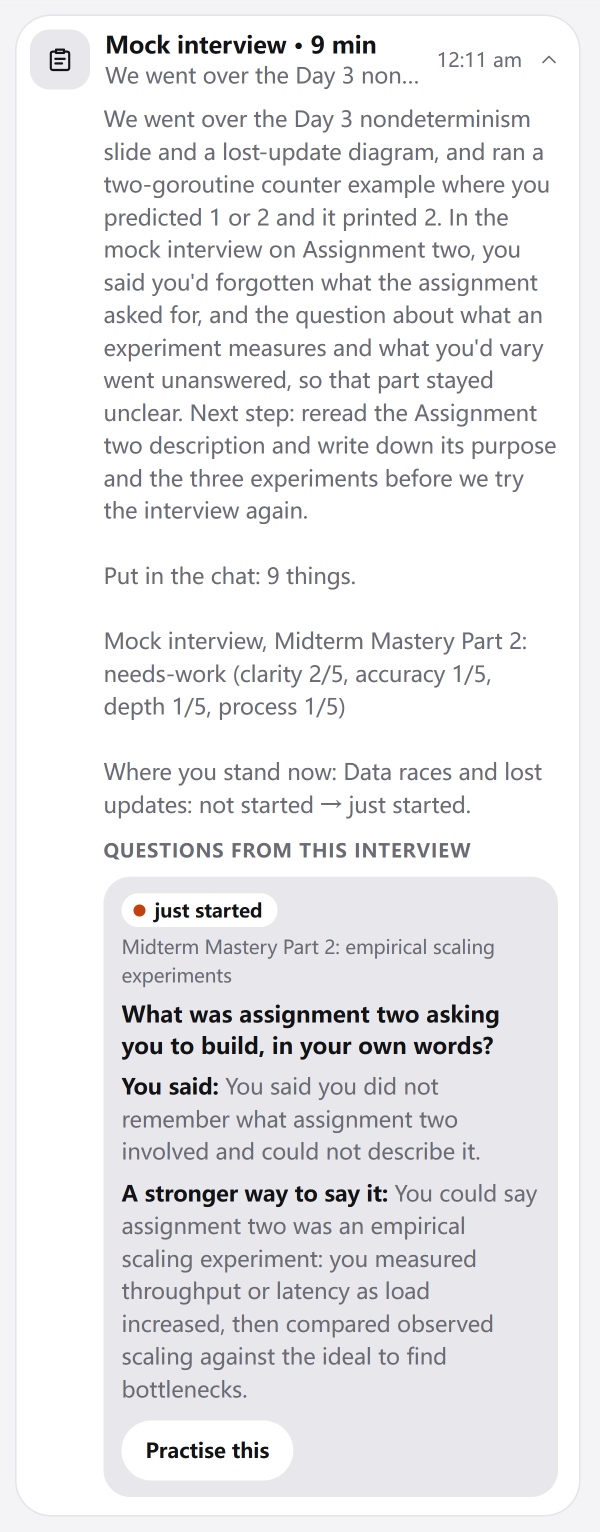 Mock interview • 9 min
12:11 am
We went over the Day 3 non...
We went over the Day 3 nondeterminism
slide and a lost-update diagram, and ran a
two-goroutine counter example where you
predicted 1 or 2 and it printed 2. In the
mock interview on Assignment two, you
said you'd forgotten what the assignment
asked for, and the question about what an
experiment measures and what you'd vary
went unanswered, so that part stayed
unclear. Next step: reread the Assignment
two description and write down its purpose
and the three experiments before we try
the interview again.
Put in the chat: 9 things.
Mock interview, Midterm Mastery Part 2:
needs-work (clarity 2/5, accuracy 1/5,
depth 1/5, process 1/5)
Where you stand now: Data races and lost
updates: not started → just started.
QUESTIONS FROM THIS INTERVIEW
just started
Midterm Mastery Part 2: empirical scaling
experiments
What was assignment two asking
you to build, in your own words?
You said: You said you did not
remember what assignment two
involved and could not describe it.
A stronger way to say it: You could say
assignment two was an empirical
scaling experiment: you measured
throughput or latency as load
increased, then compared observed
scaling against the ideal to find
bottlenecks.
Practise this